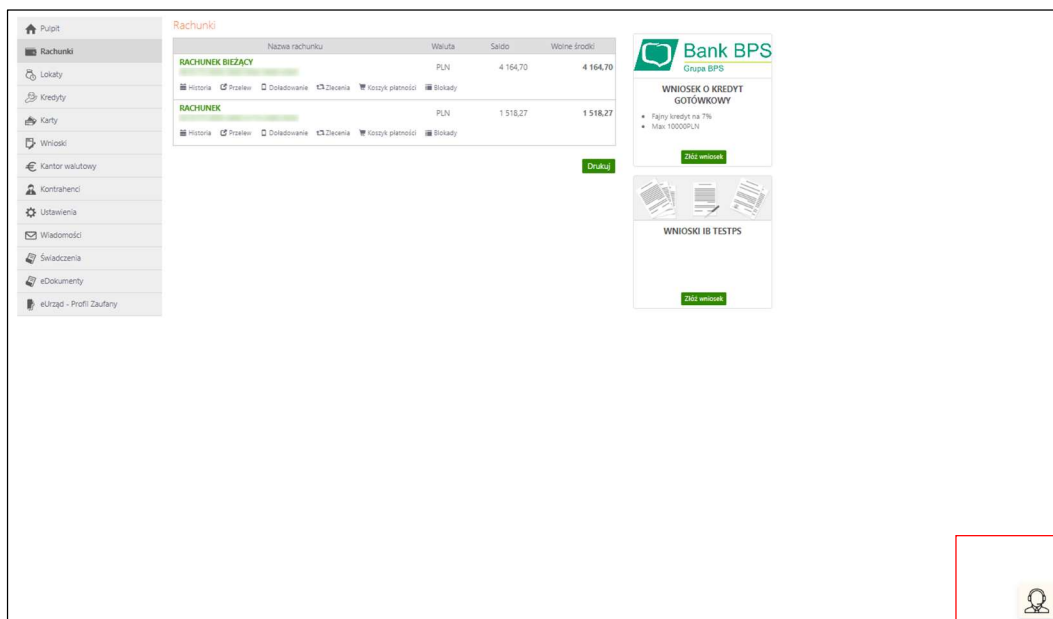 Pulpit
Rachunki
Lokaty
Kredyty
Karty
Wnioski
Kantor walutowy
Kontrahenci
Ustawienia
Wiadomości
Świadczenia
eDokumenty
eUrząd - Profil Zaufany
Rachunki
Nazwa rachunku Waluta Saldo Wolne środki
RACHUNEK BIEŻĄCY
PLN 4 164,70 4 164,70
Historia Przelew Doładowanie Zlecenia Koszyk płatności Blokady
RACHUNEK
PLN 1 518,27 1 518,27
Historia Przelew Doładowanie Zlecenia Koszyk płatności Blokady
Drukuj
Bank BPS
Grupa BPS
WNIOSEK O KREDYT
GOTÓWKOWY
Fajny kredyt na 7%
Max 10000PLN
Złóż wniosek
WNIOSKI IB TESTPS
Złóż wniosek